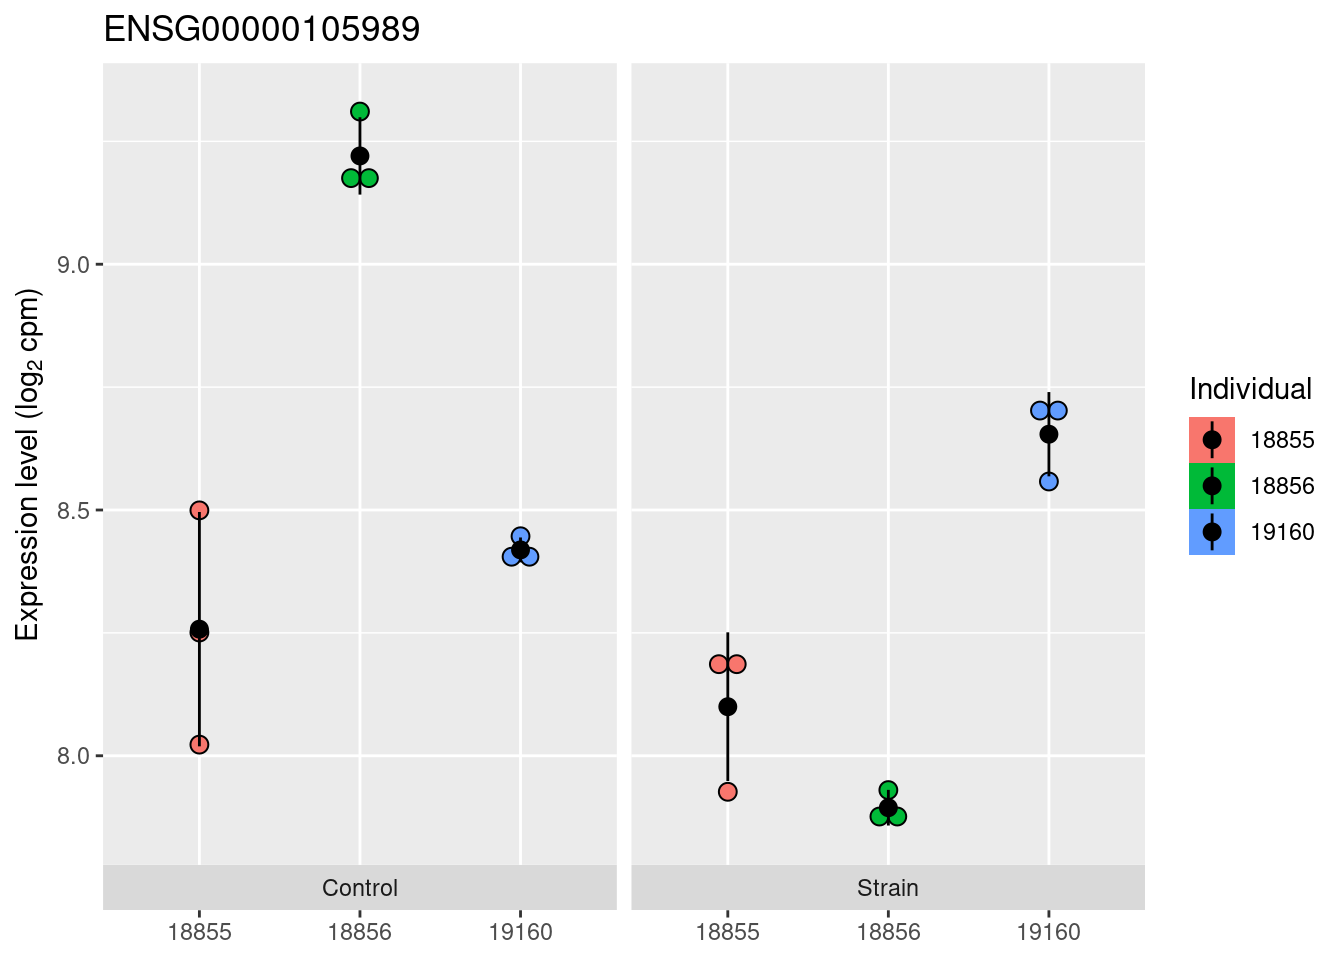 ENSG00000105989
Expression level (log₂ cpm)
9.0
8.5
8.0
Control
Strain
18855
18856
19160
18855
18856
19160
Individual
18855
18856
19160